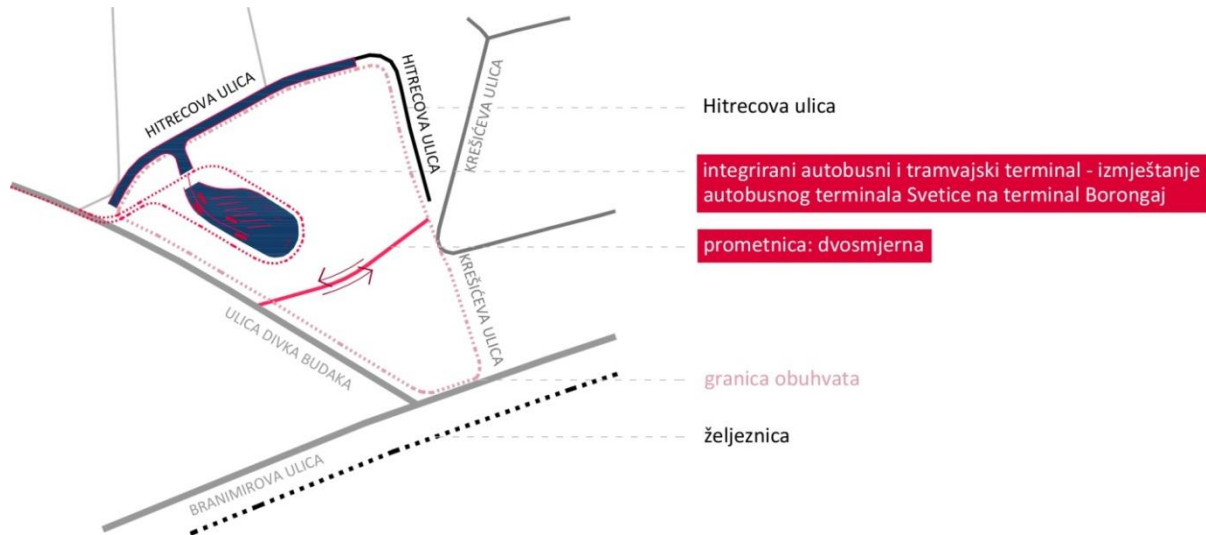 HITRECOVA ULICA
HITRECOVA ULICA
KREŠIĆEVA ULICA
KREŠIĆEVA ULICA
ULICA DIVKA BUDAKA
BRANIMIROVA ULICA
Hitrecova ulica
integrirani autobusni i tramvajski terminal - izmještanje
autobusnog terminala Svetice na terminal Borongaj
prometnica: dvosmjerna
granica obuhvata
željeznica